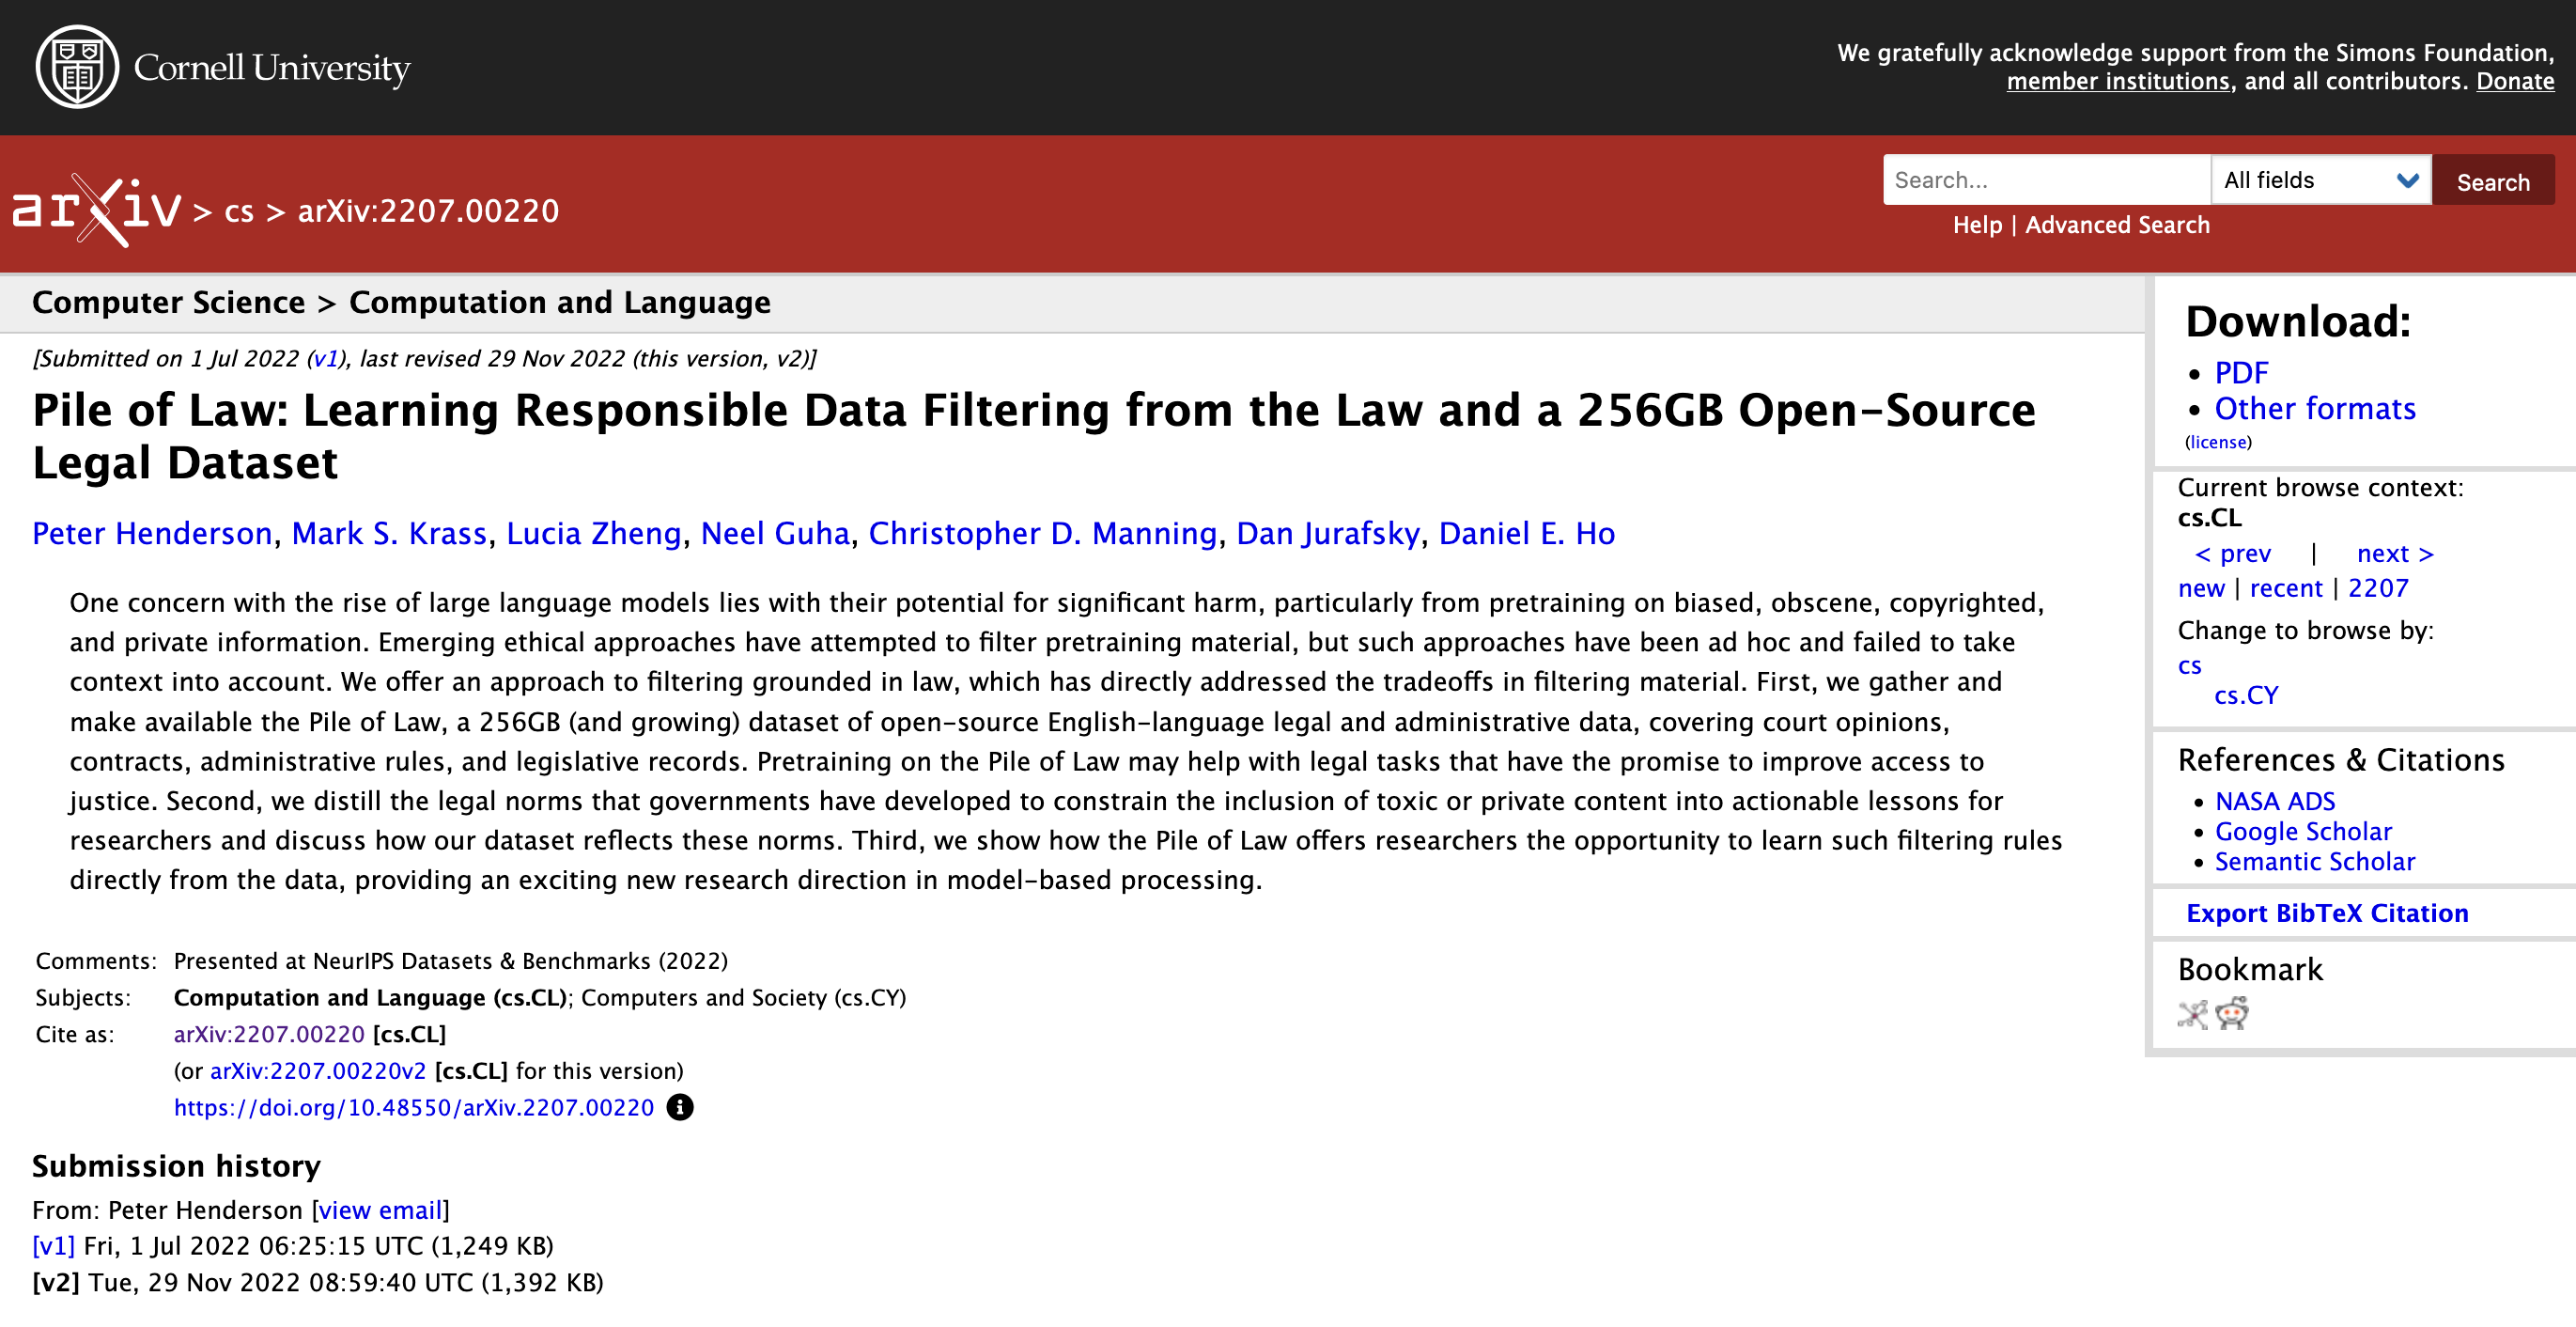 Cornell University
We gratefully acknowledge support from the Simons Foundation,
member institutions, and all contributors. Donate
arXiv > cs > arXiv:2207.00220
Search...
All fields
Search
Help | Advanced Search
Computer Science > Computation and Language
[Submitted on 1 Jul 2022 (v1), last revised 29 Nov 2022 (this version, v2)]
Pile of Law: Learning Responsible Data Filtering from the Law and a 256GB Open-Source
Legal Dataset
Peter Henderson, Mark S. Krass, Lucia Zheng, Neel Guha, Christopher D. Manning, Dan Jurafsky, Daniel E. Ho
One concern with the rise of large language models lies with their potential for significant harm, particularly from pretraining on biased, obscene, copyrighted,
and private information. Emerging ethical approaches have attempted to filter pretraining material, but such approaches have been ad hoc and failed to take
context into account. We offer an approach to filtering grounded in law, which has directly addressed the tradeoffs in filtering material. First, we gather and
make available the Pile of Law, a 256GB (and growing) dataset of open-source English-language legal and administrative data, covering court opinions,
contracts, administrative rules, and legislative records. Pretraining on the Pile of Law may help with legal tasks that have the promise to improve access to
justice. Second, we distill the legal norms that governments have developed to constrain the inclusion of toxic or private content into actionable lessons for
researchers and discuss how our dataset reflects these norms. Third, we show how the Pile of Law offers researchers the opportunity to learn such filtering rules
directly from the data, providing an exciting new research direction in model-based processing.
Comments: Presented at NeurIPS Datasets & Benchmarks (2022)
Subjects: Computation and Language (cs.CL); Computers and Society (cs.CY)
Cite as: arXiv:2207.00220 [cs.CL]
(or arXiv:2207.00220v2 [cs.CL] for this version)
https://doi.org/10.48550/arXiv.2207.00220
Submission history
From: Peter Henderson [view email]
[v1] Fri, 1 Jul 2022 06:25:15 UTC (1,249 KB)
[v2] Tue, 29 Nov 2022 08:59:40 UTC (1,392 KB)
Download:
• PDF
• Other formats
(license)
Current browse context:
cs.CL
< prev | next >
new | recent | 2207
Change to browse by:
cs
cs.CY
References & Citations
• NASA ADS
• Google Scholar
• Semantic Scholar
Export BibTeX Citation
Bookmark